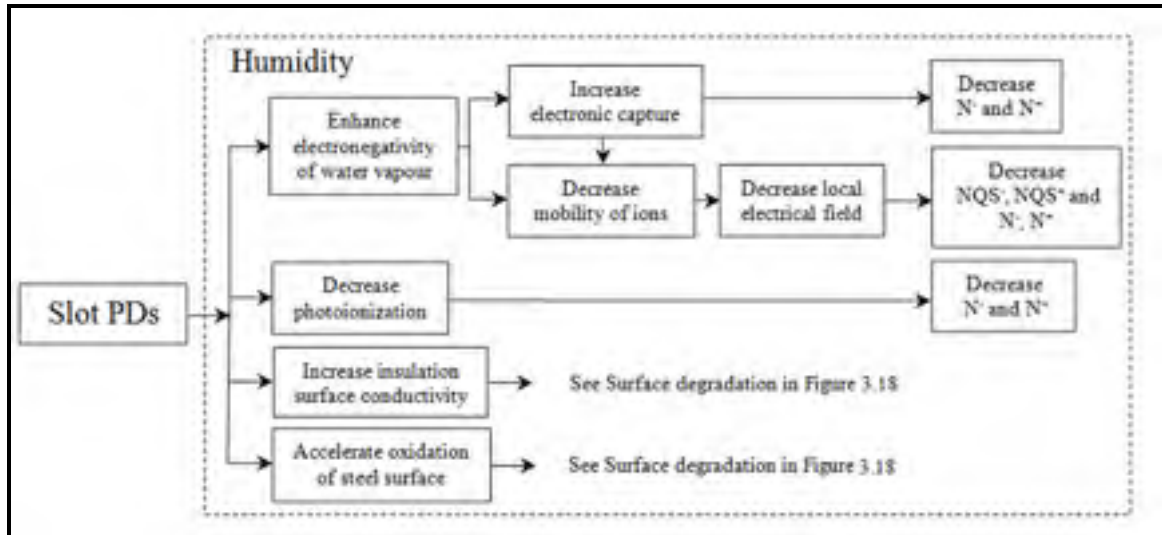 Humidity
Enhance
electronegativity
of water vapour
Increase
electronic capture
Decrease
N⁻ and N⁺
Decrease
mobility of ions
Decrease local
electrical field
Decrease
NQS⁻, NQS⁺ and
N⁻, N⁺
Slot PDs
Decrease
photoionization
Decrease
N⁻ and N⁺
Increase insulation
surface conductivity
See Surface degradation in Figure 3.18
Accelerate oxidation
of steel surface
See Surface degradation in Figure 3.18